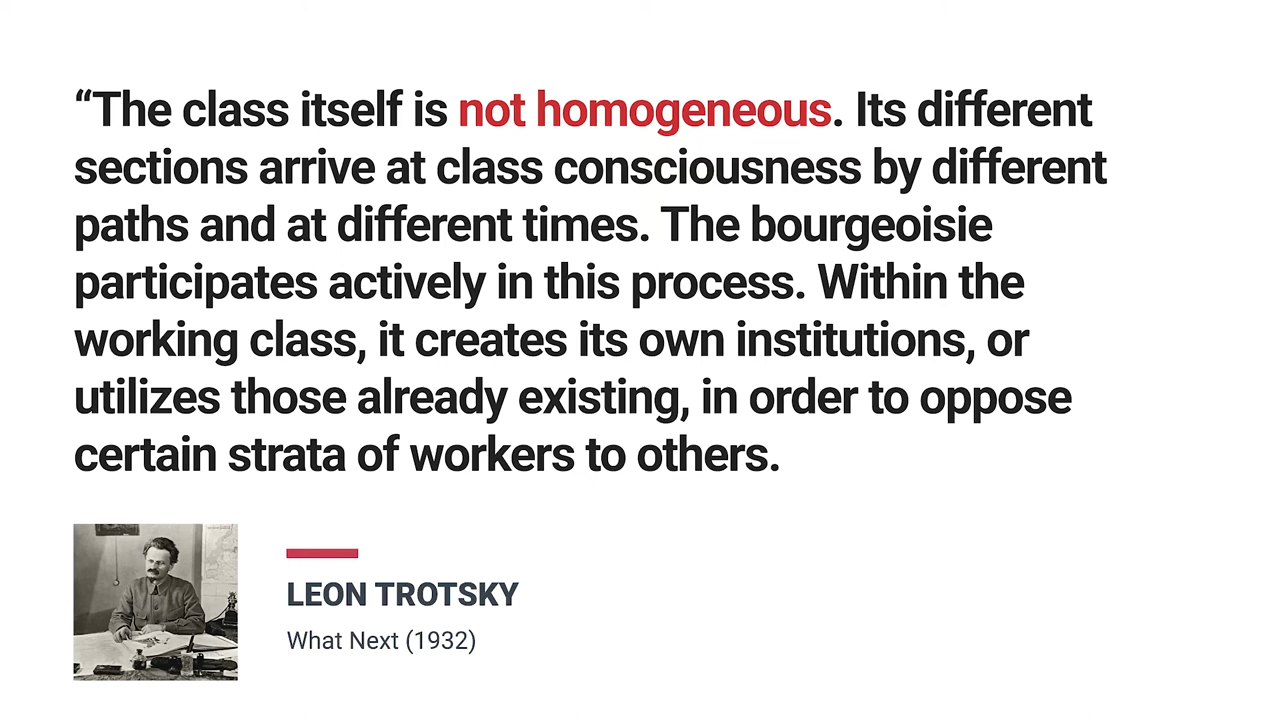 “The class itself is not homogeneous. Its different
sections arrive at class consciousness by different
paths and at different times. The bourgeoisie
participates actively in this process. Within the
working class, it creates its own institutions, or
utilizes those already existing, in order to oppose
certain strata of workers to others.
LEON TROTSKY
What Next (1932)